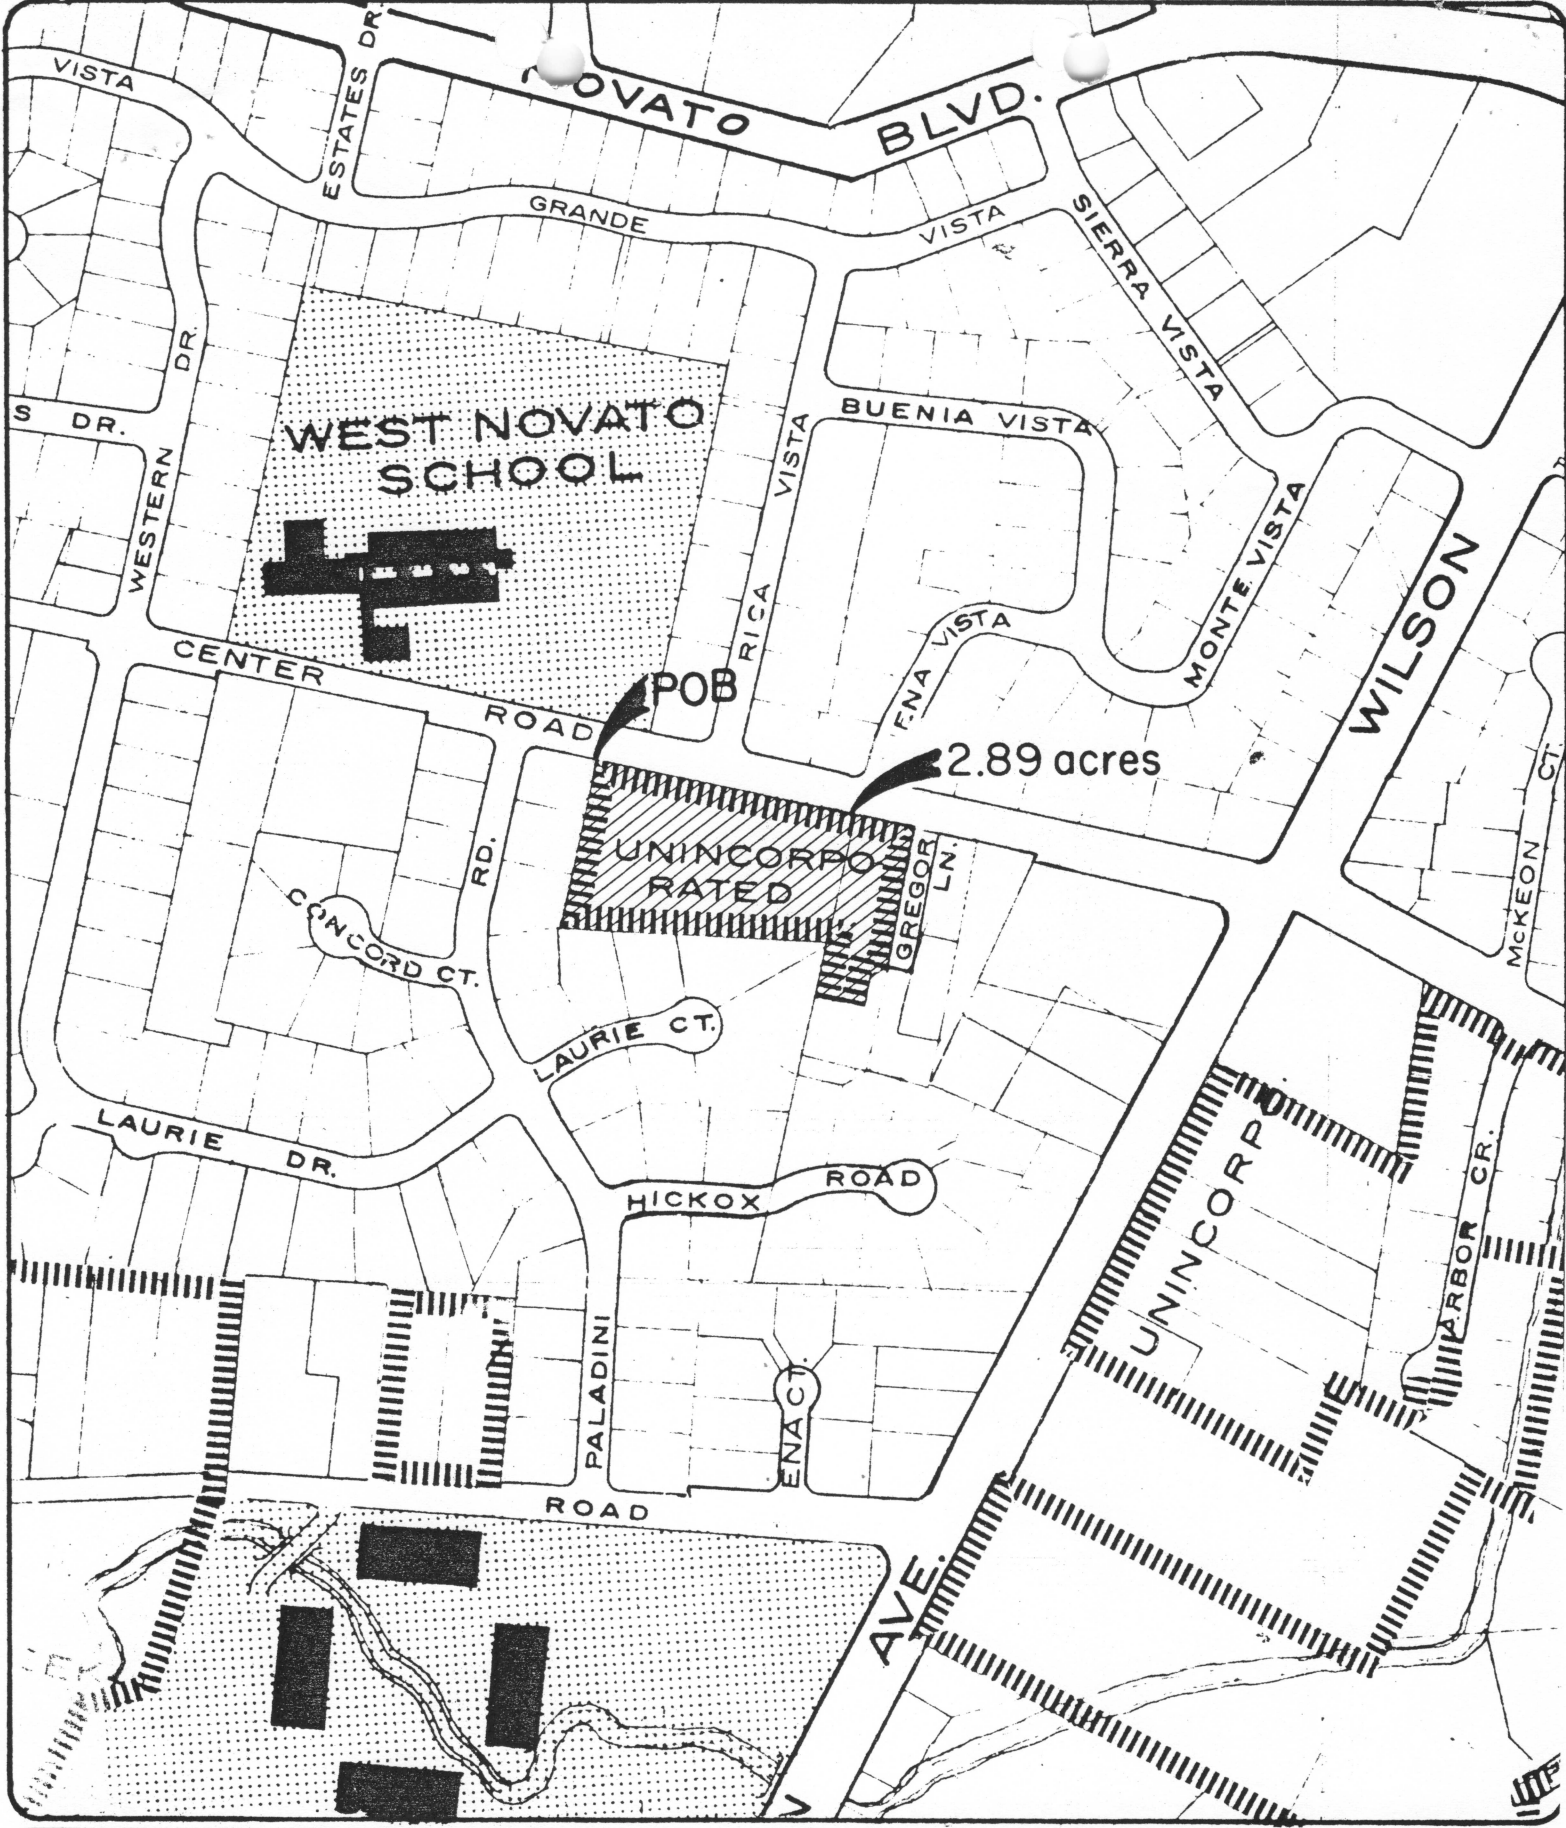 VISTA
ESTATES DR.
NOVATO
BLVD.
GRANDE
VISTA
SIERRA VISTA
DR.
S DR.
WESTERN
WEST NOVATO
SCHOOL
VISTA
RICA
BUENIA VISTA
VISTA
MONTE VISTA
WILSON
CENTER
ROAD
POB
2.89 acres
UNINCORPO
RATED
GREGOR
LN.
McKEON
CT.
RD.
CONCORD CT.
LAURIE CT.
LAURIE
DR.
HICKOX
ROAD
UNINCORPO
ARBOR CR.
PALADINI
ENA CT.
ROAD
AVE.